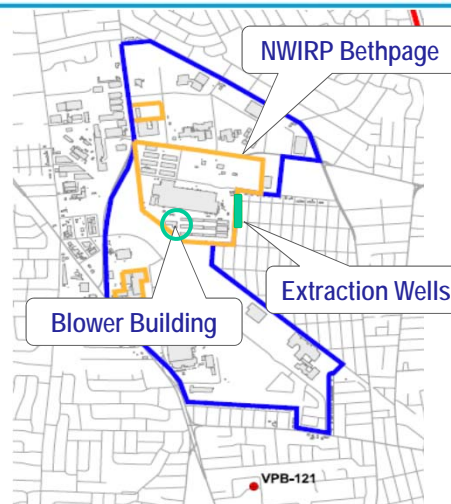 NWIRP Bethpage
Extraction Wells
Blower Building
VPB-121